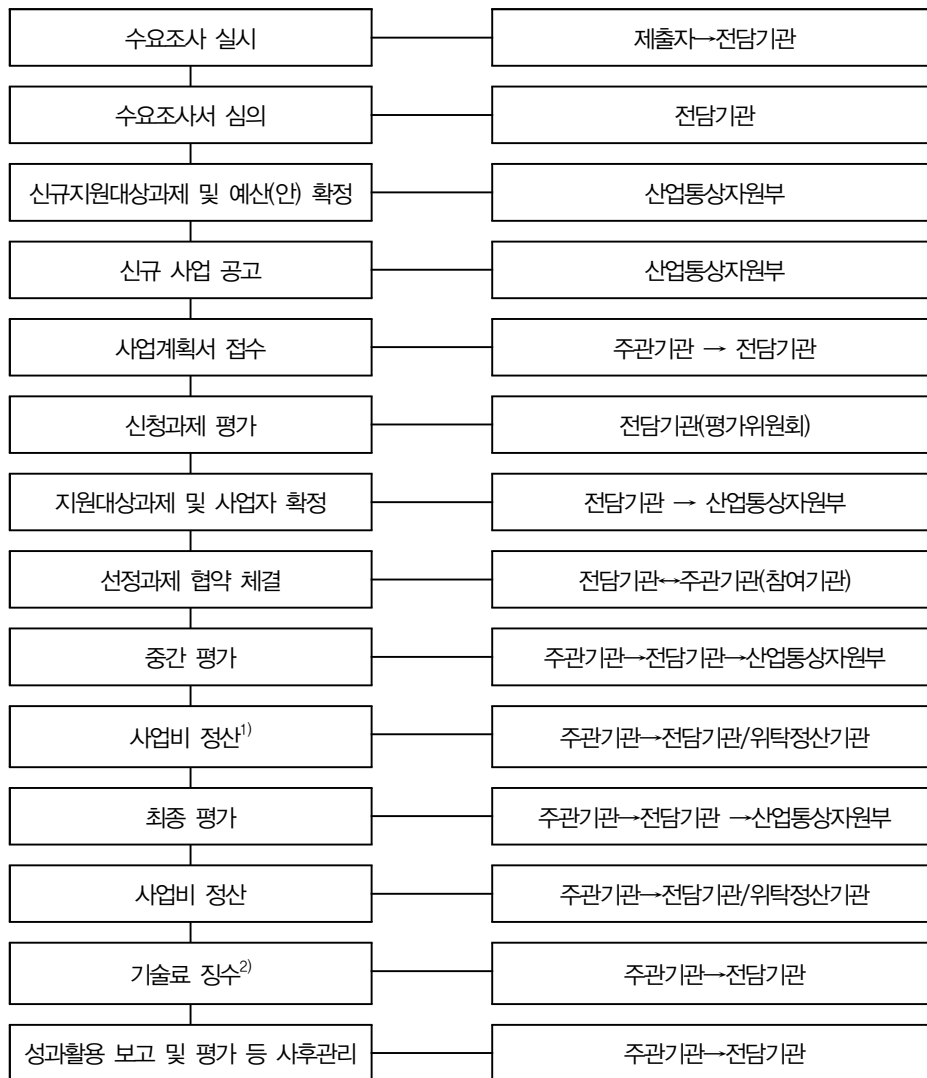 수요조사 실시
제출자→전담기관
수요조사서 심의
전담기관
신규지원대상과제 및 예산(안) 확정
산업통상자원부
신규 사업 공고
산업통상자원부
사업계획서 접수
주관기관 → 전담기관
신청과제 평가
전담기관(평가위원회)
지원대상과제 및 사업자 확정
전담기관 → 산업통상자원부
선정과제 협약 체결
전담기관↔주관기관(참여기관)
중간 평가
주관기관→전담기관→산업통상자원부
사업비 정산1)
주관기관→전담기관/위탁정산기관
최종 평가
주관기관→전담기관 →산업통상자원부
사업비 정산
주관기관→전담기관/위탁정산기관
기술료 징수2)
주관기관→전담기관
성과활용 보고 및 평가 등 사후관리
주관기관→전담기관